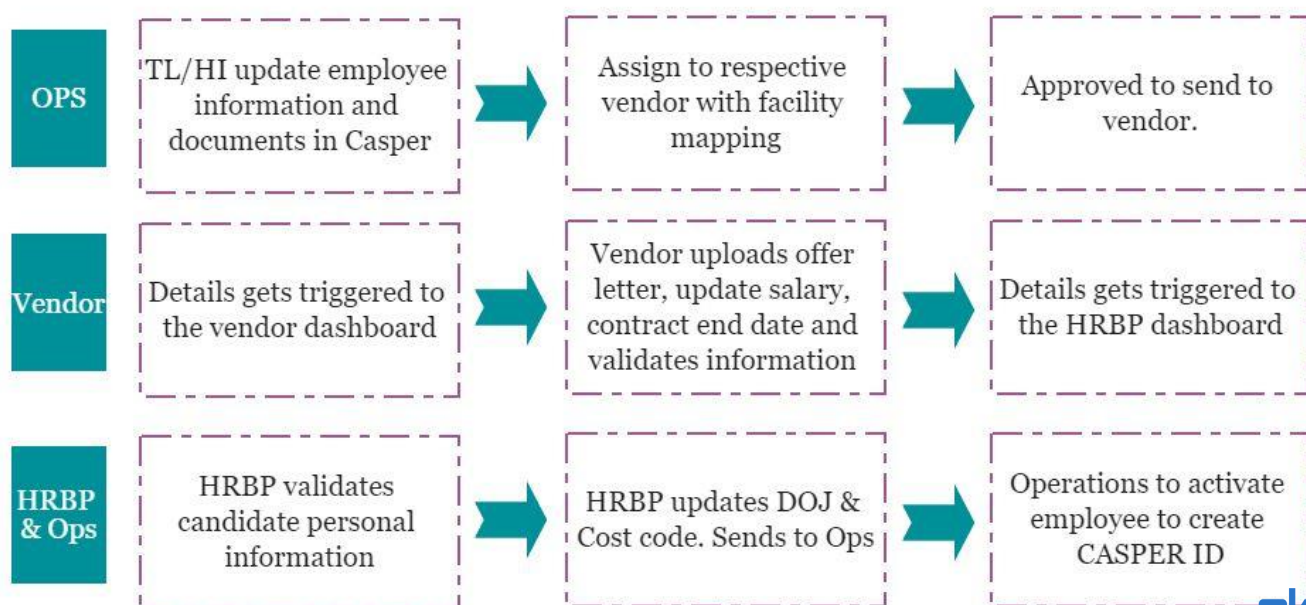 OPS
TL/HI update employee
information and
documents in Casper
Assign to respective
vendor with facility
mapping
Approved to send to
vendor.
Vendor
Details gets triggered to
the vendor dashboard
Vendor uploads offer
letter, update salary,
contract end date and
validates information
Details gets triggered to
the HRBP dashboard
HRBP
& Ops
HRBP validates
candidate personal
information
HRBP updates DOJ &
Cost code. Sends to Ops
Operations to activate
employee to create
CASPER ID